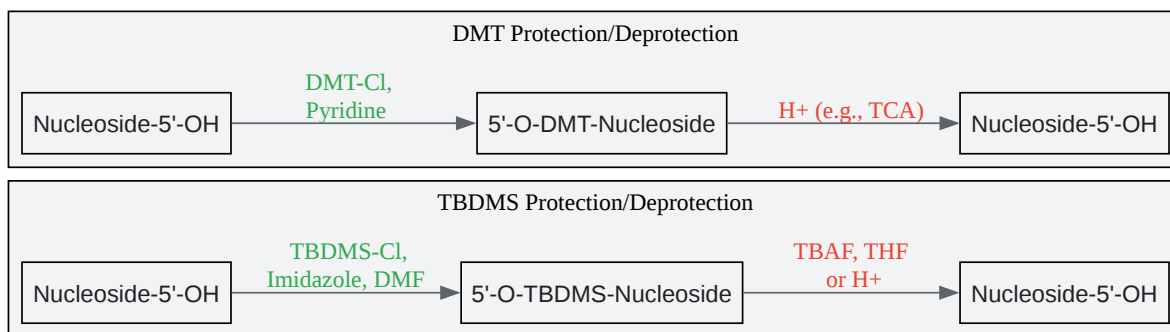 DMT Protection/Deprotection
DMT-Cl,
Pyridine
H+ (e.g., TCA)
Nucleoside-5'-OH
5'-O-DMT-Nucleoside
Nucleoside-5'-OH
TBDMS Protection/Deprotection
TBDMS-Cl,
Imidazole, DMF
TBAF, THF
or H+
Nucleoside-5'-OH
5'-O-TBDMS-Nucleoside
Nucleoside-5'-OH